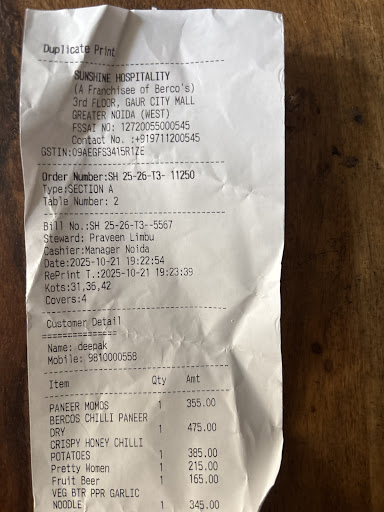 Duplicate Print
SUNSHINE HOSPITALITY
(A Franchisee of Berco's)
3rd FLOOR, GAUR CITY MALL
GREATER NOIDA (WEST)
FSSAI NO: 12720055000545
Contact No. :+919711200545
GSTIN:09AEGFS3415R1ZE
Order Number:SH 25-26-T3- 11250
Type:SECTION A
Table Number: 2
Bill No.:SH 25-26-T3--5567
Steward: Praveen Limbu
Cashier:Manager Noida
Date:2025-10-21 19:22:54
RePrint T.:2025-10-21 19:23:39
Kots:31,36,42
Covers:4
Customer Detail
===============
Name: deepak
Mobile: 9810000558
Item Qty Amt
PANEER MOMOS 1 355.00
BERCOS CHILLI PANEER
DRY 1 475.00
CRISPY HONEY CHILLI
POTATOES 1 385.00
Pretty Women 1 215.00
Fruit Beer 1 165.00
VEG BTR PPR GARLIC
NOODLE 1 345.00